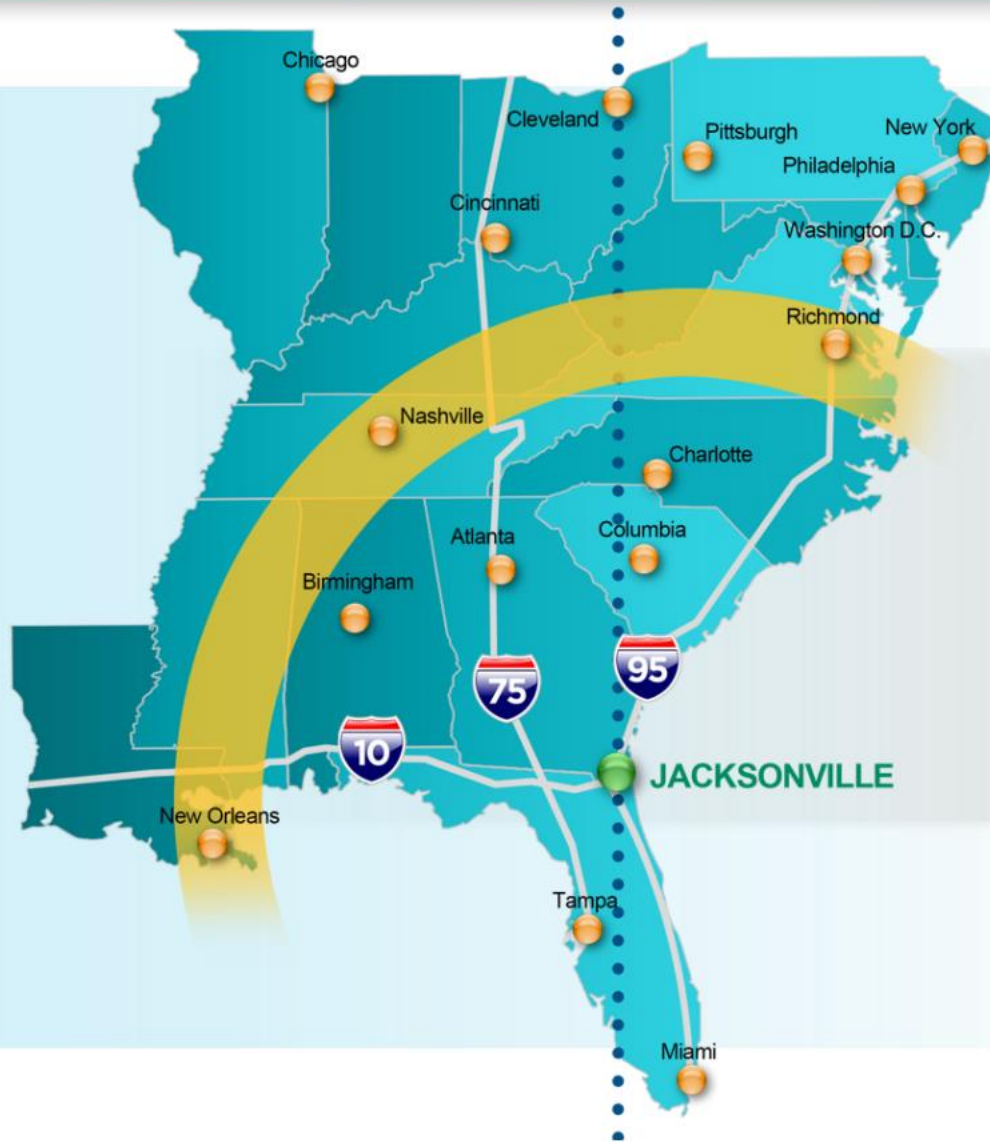 Chicago
Cleveland
Pittsburgh
New York
Philadelphia
Cincinnati
Washington D.C.
Richmond
Nashville
Charlotte
Atlanta
Columbia
Birmingham
95
75
10
JACKSONVILLE
New Orleans
Tampa
Miami